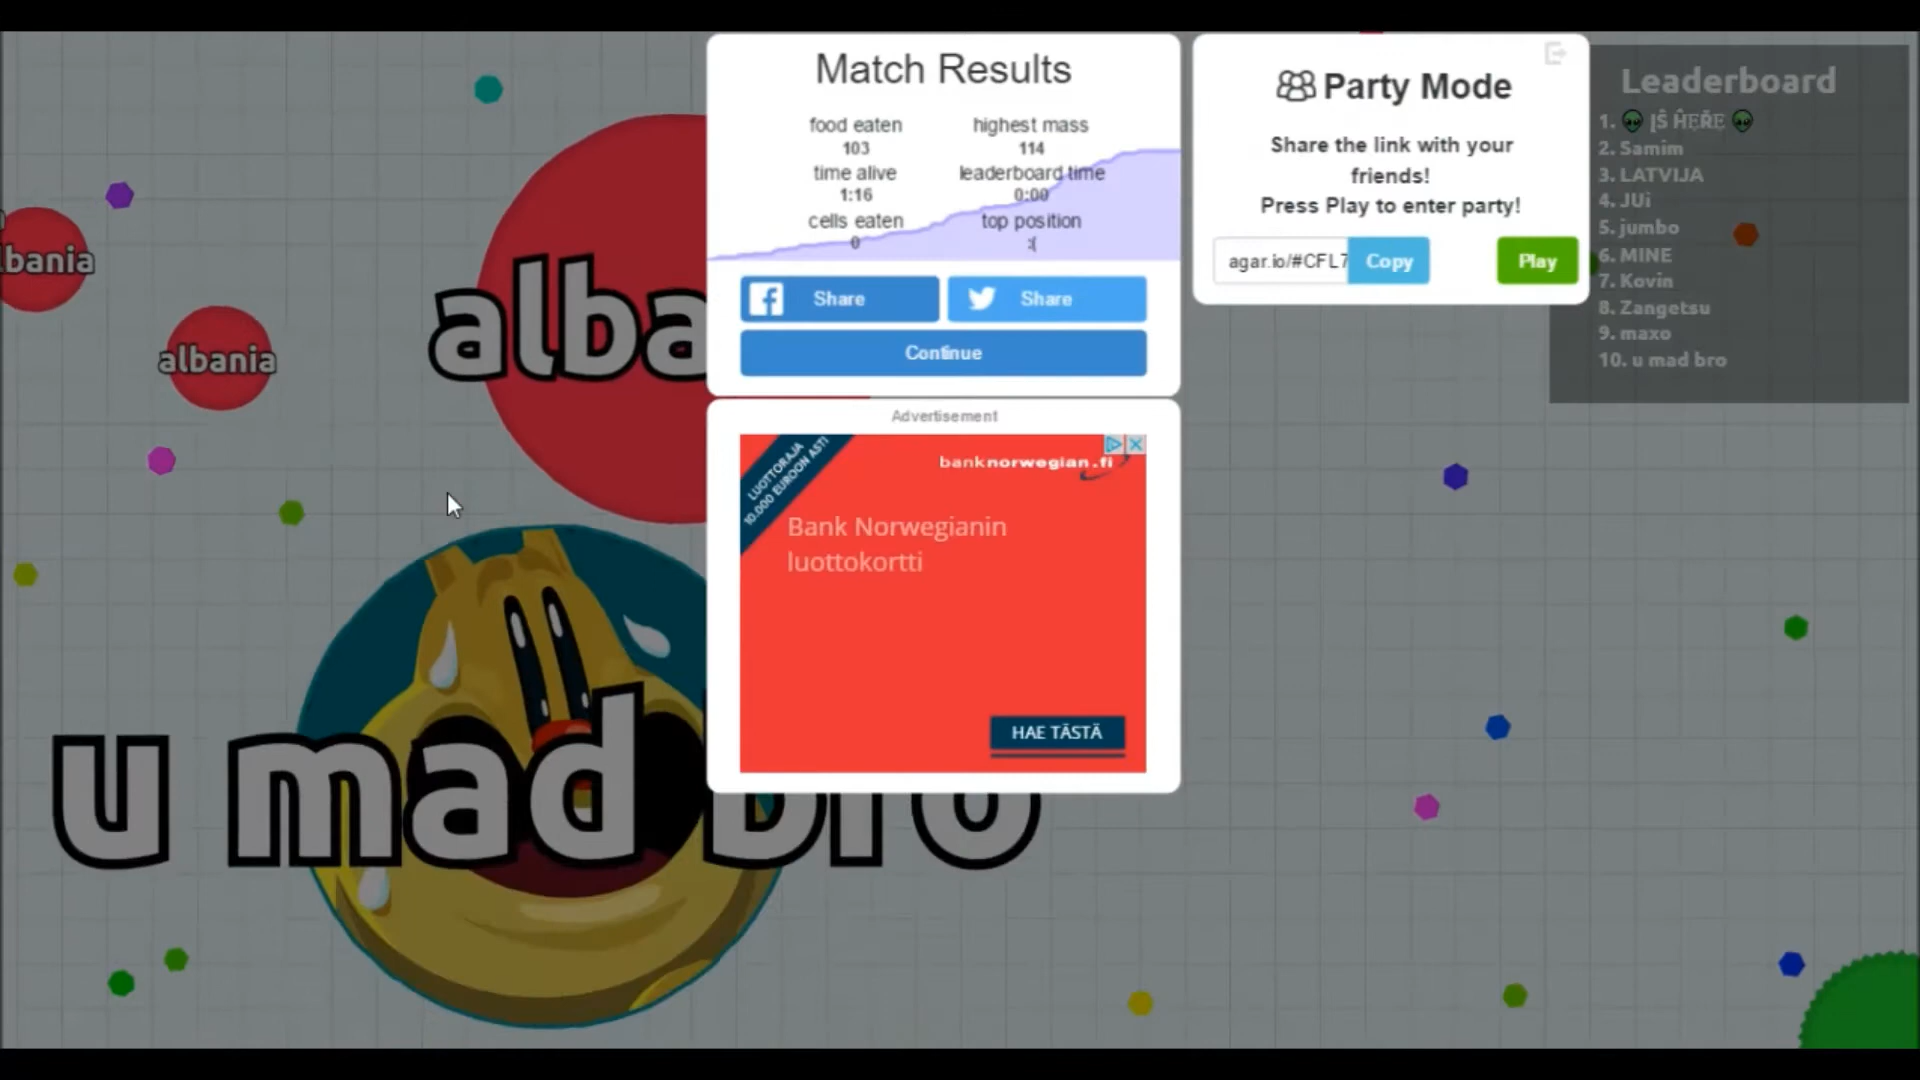 Match Results
food eaten
103
highest mass
114
time alive
1:16
leaderboard time
0:00
cells eaten
0
top position
:(
Share
Share
Continue
Party Mode
Share the link with your
friends!
Press Play to enter party!
agar.io/#CFL7
Copy
Play
Leaderboard
1. 👽 ĮŜ ĤĘŘĘ 👽
2. Samim
3. LATVIJA
4. JUi
5. jumbo
6. MINE
7. Kovin
8. Zangetsu
9. maxo
10. u mad bro
Advertisement
LUOTTORAJA
10.000 EUROON ASTI
banknorwegian.fi
Bank Norwegianin
luottokortti
HAE TÄSTÄ
lbania
albania
alba
u mad bro